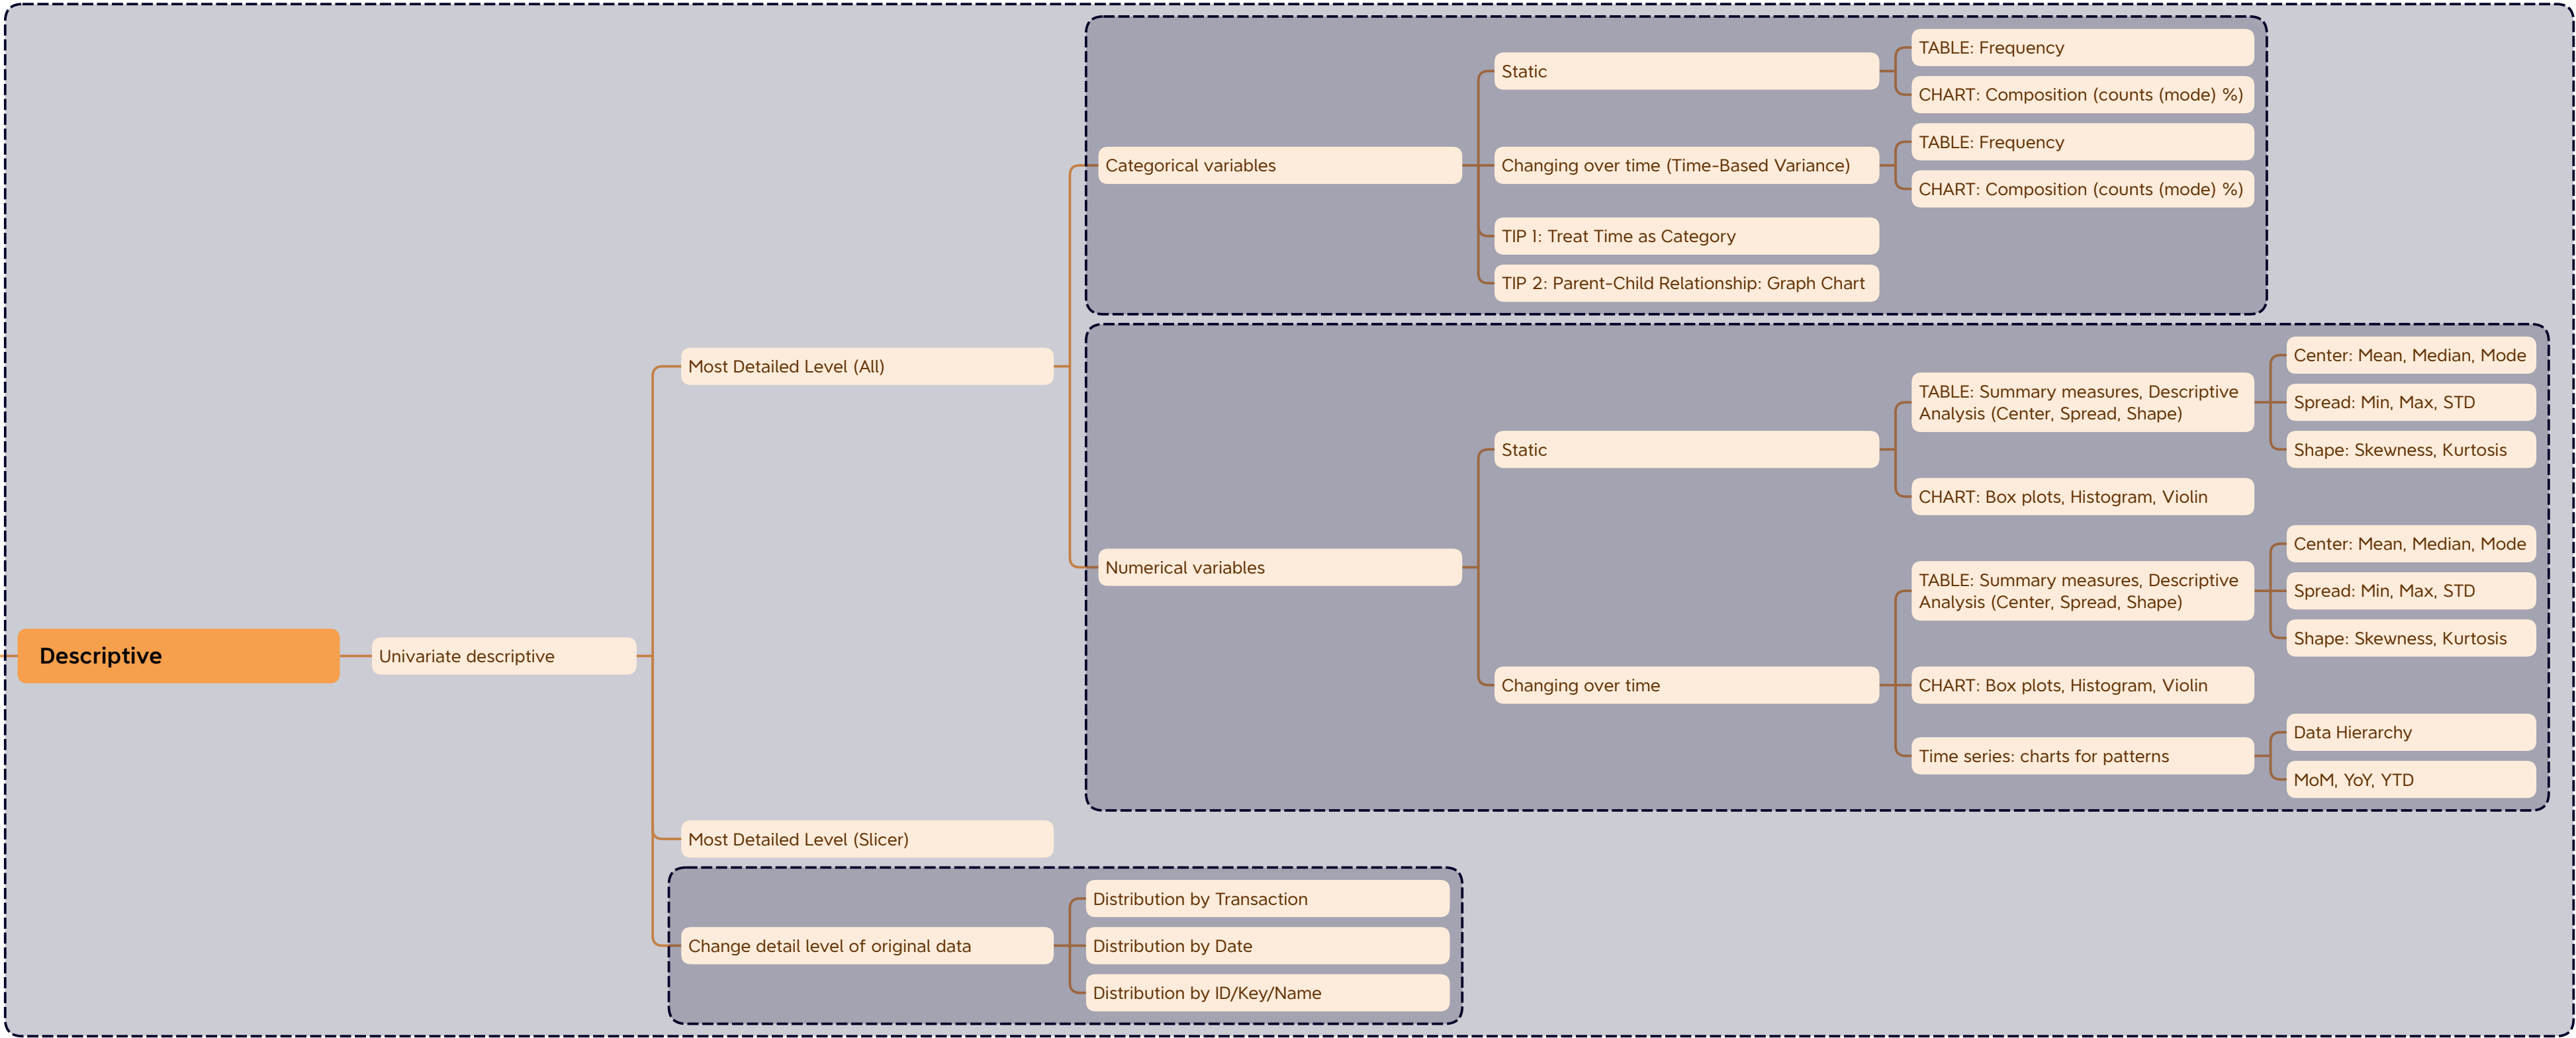 Descriptive
Univariate descriptive
Most Detailed Level (All)
Categorical variables
Static
TABLE: Frequency
CHART: Composition (counts (mode) %)
Changing over time (Time-Based Variance)
TABLE: Frequency
CHART: Composition (counts (mode) %)
TIP 1: Treat Time as Category
TIP 2: Parent-Child Relationship: Graph Chart
Numerical variables
Static
TABLE: Summary measures, Descriptive
Analysis (Center, Spread, Shape)
Center: Mean, Median, Mode
Spread: Min, Max, STD
Shape: Skewness, Kurtosis
CHART: Box plots, Histogram, Violin
Changing over time
TABLE: Summary measures, Descriptive
Analysis (Center, Spread, Shape)
Center: Mean, Median, Mode
Spread: Min, Max, STD
Shape: Skewness, Kurtosis
CHART: Box plots, Histogram, Violin
Time series: charts for patterns
Data Hierarchy
MoM, YoY, YTD
Most Detailed Level (Slicer)
Change detail level of original data
Distribution by Transaction
Distribution by Date
Distribution by ID/Key/Name